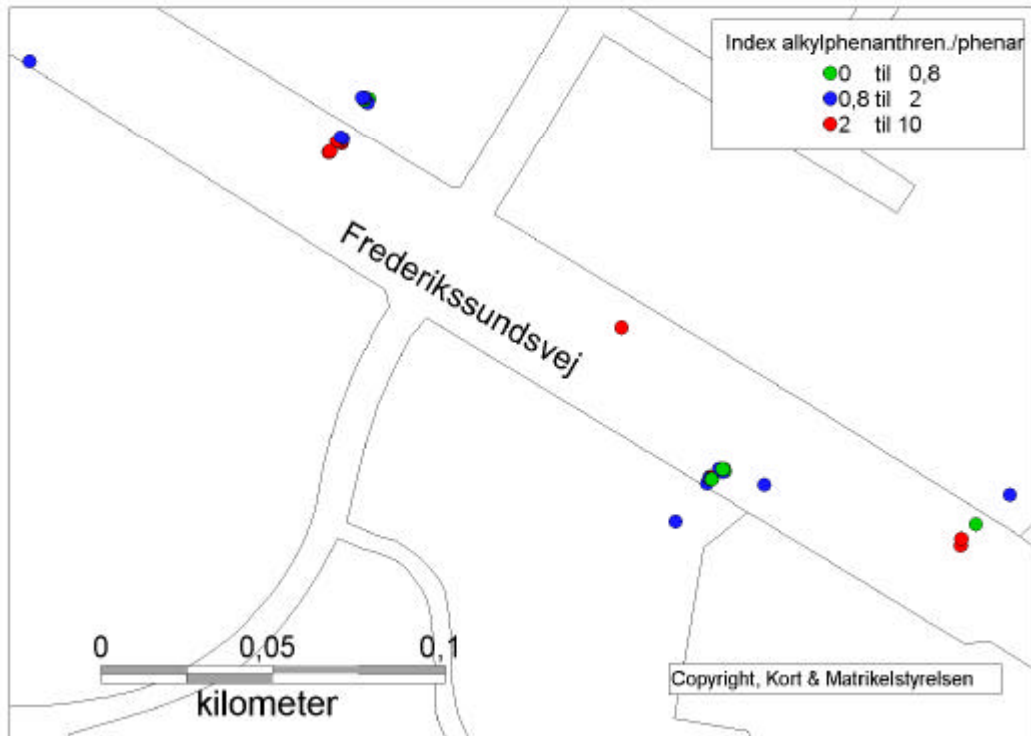 Index alkylphenanthren./phenar
0 til 0,8
0,8 til 2
2 til 10
Frederikssundsvej
0 0,05 0,1
kilometer
Copyright, Kort & Matrikelstyrelsen